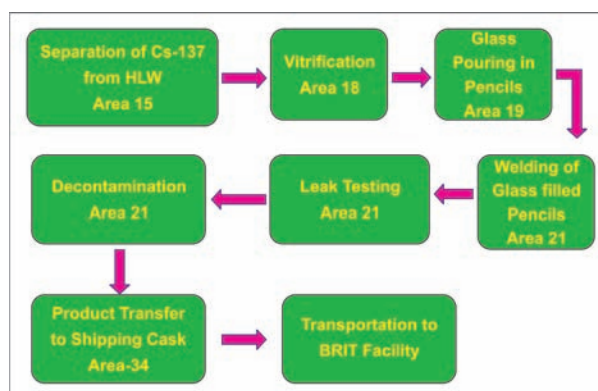 Separation of Cs-137
from HLW
Area 15
Vitrification
Area 18
Glass
Pouring in
Pencils
Area 19
Welding of
Glass filled
Pencils
Area 21
Leak Testing
Area 21
Decontamination
Area 21
Product Transfer
to Shipping Cask
Area-34
Transportation to
BRIT Facility